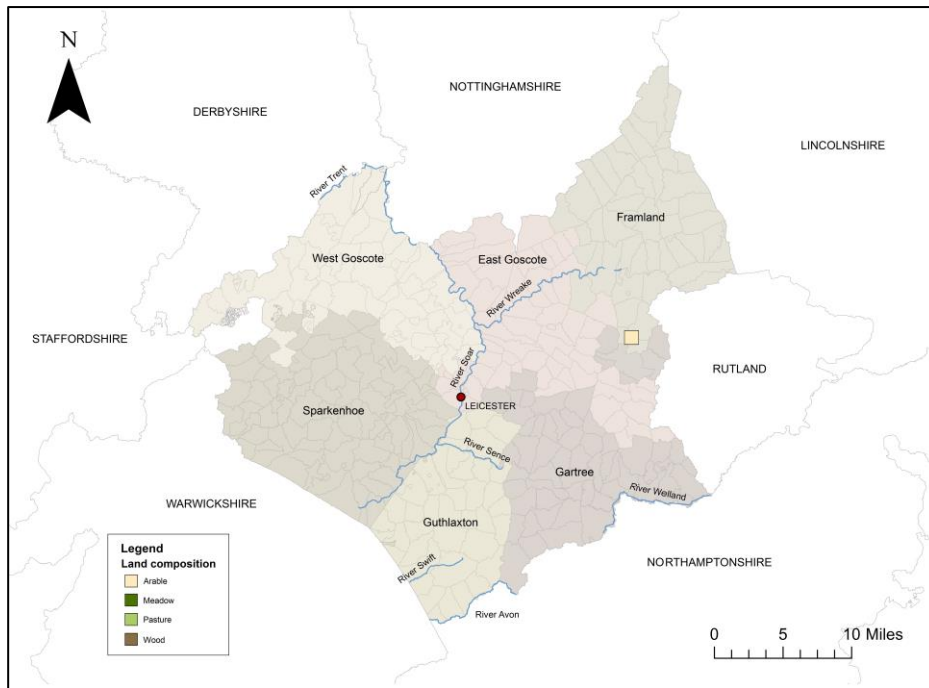 N
NOTTINGHAMSHIRE
DERBYSHIRE
LINCOLNSHIRE
River Trent
Framland
West Goscote
East Goscote
River Wreake
STAFFORDSHIRE
River Soar
RUTLAND
LEICESTER
Sparkenhoe
River Sence
Gartree
River Welland
WARWICKSHIRE
Guthlaxton
NORTHAMPTONSHIRE
River Swift
River Avon
Legend
Land composition
Arable
Meadow
Pasture
Wood
0 5 10 Miles